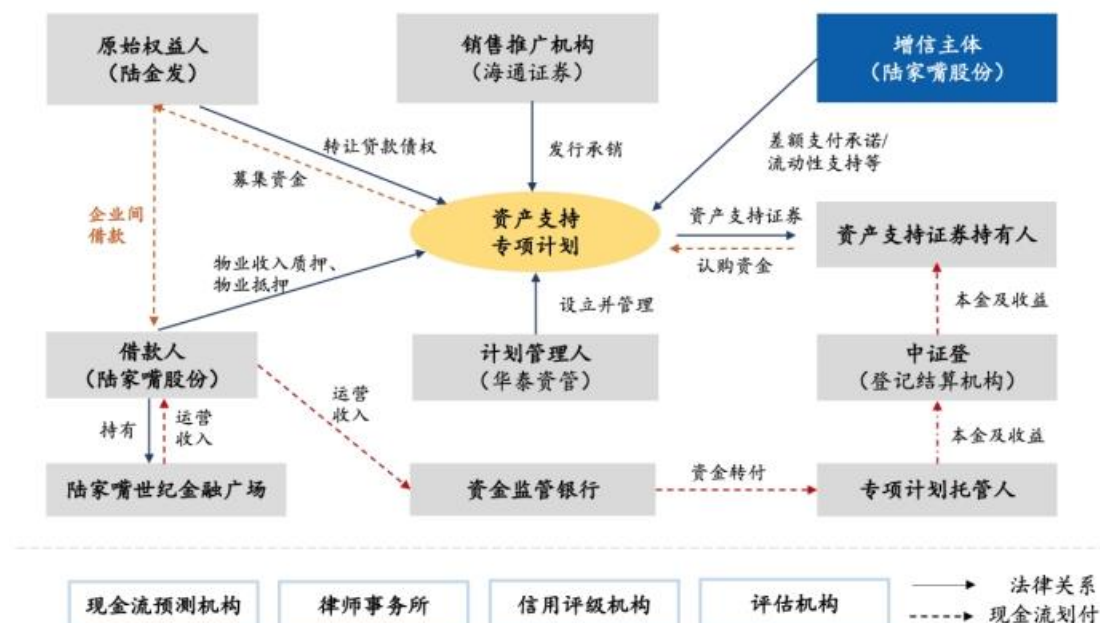 原始权益人
（陆金发）
销售推广机构
（海通证券）
增信主体
（陆家嘴股份）
转让贷款债权
募集资金
发行承销
差额支付承诺/
流动性支持等
企业间
借款
资产支持
专项计划
资产支持证券
认购资金
资产支持证券持有人
物业收入质押、
物业抵押
设立并管理
本金及收益
借款人
（陆家嘴股份）
计划管理人
（华泰资管）
中证登
（登记结算机构）
运营
收入
持有
运营
收入
本金及收益
陆家嘴世纪金融广场
资金监管银行
资金转付
专项计划托管人
现金流预测机构
律师事务所
信用评级机构
评估机构
法律关系
现金流划付